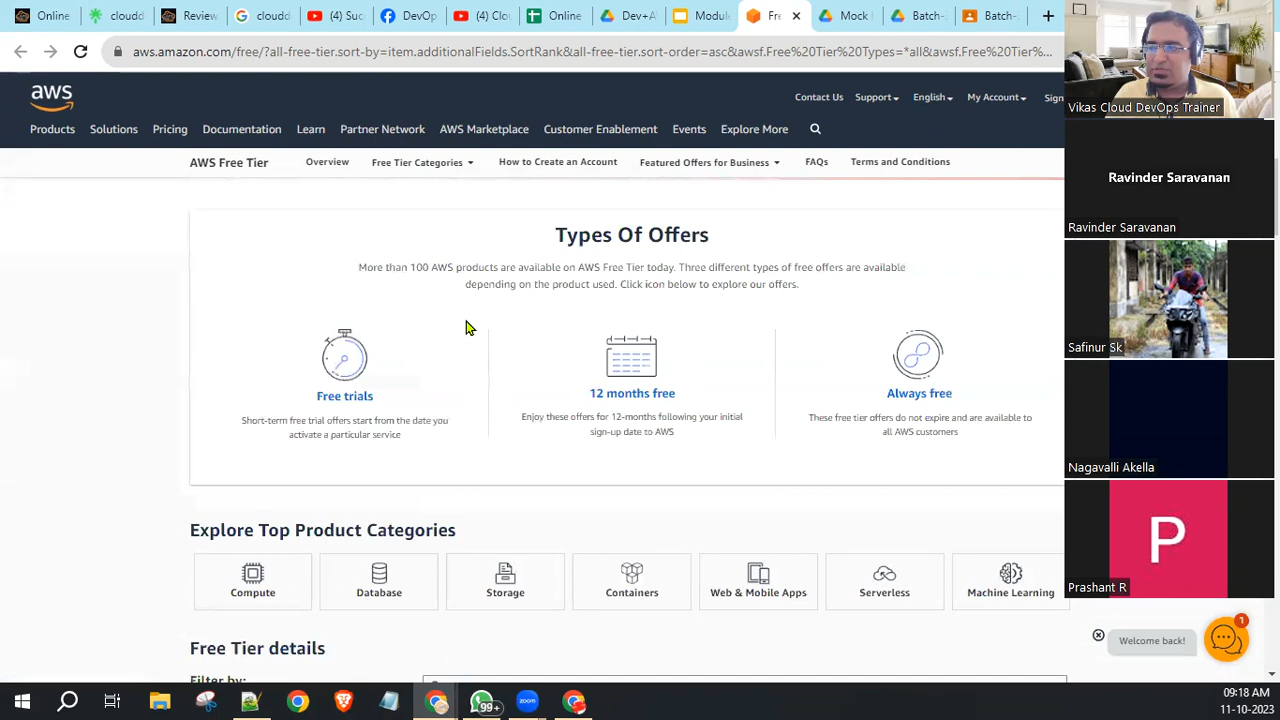 Online
cloudd
Review
cloudd
(Suc
DevOp
(Cl
Online
Dev+A
Module
Fre
Mock
Batch-
Batch-
aws.amazon.com/free/?all-free-tier.sort-by=item.additionalFields.SortRank&all-free-tier.sort-order=asc&awsf.Free%20Tier%20Types=*all&awsf.Free%20Tier%...
aws
Contact Us
Support
English
My Account
Sign
Products
Solutions
Pricing
Documentation
Learn
Partner Network
AWS Marketplace
Customer Enablement
Events
Explore More
AWS Free Tier
Overview
Free Tier Categories
How to Create an Account
Featured Offers for Business
FAQs
Terms and Conditions
Types Of Offers
More than 100 AWS products are available on AWS Free Tier today. Three different types of free offers are available
depending on the product used. Click icon below to explore our offers.
Free trials
Short-term free trial offers start from the date you
activate a particular service
12 months free
Enjoy these offers for 12-months following your initial
sign-up date to AWS
Always free
These free tier offers do not expire and are available to
all AWS customers
Explore Top Product Categories
Compute
Database
Storage
Containers
Web & Mobile Apps
Serverless
Machine Learning
Free Tier details
Filter by:
Vikas Cloud DevOps Trainer
Ravinder Saravanan
Ravinder Saravanan
Safinur Sk
Nagavalli Akella
P
Prashant R
1
Welcome back!
99+
zoom
09:18 AM
11-10-2023